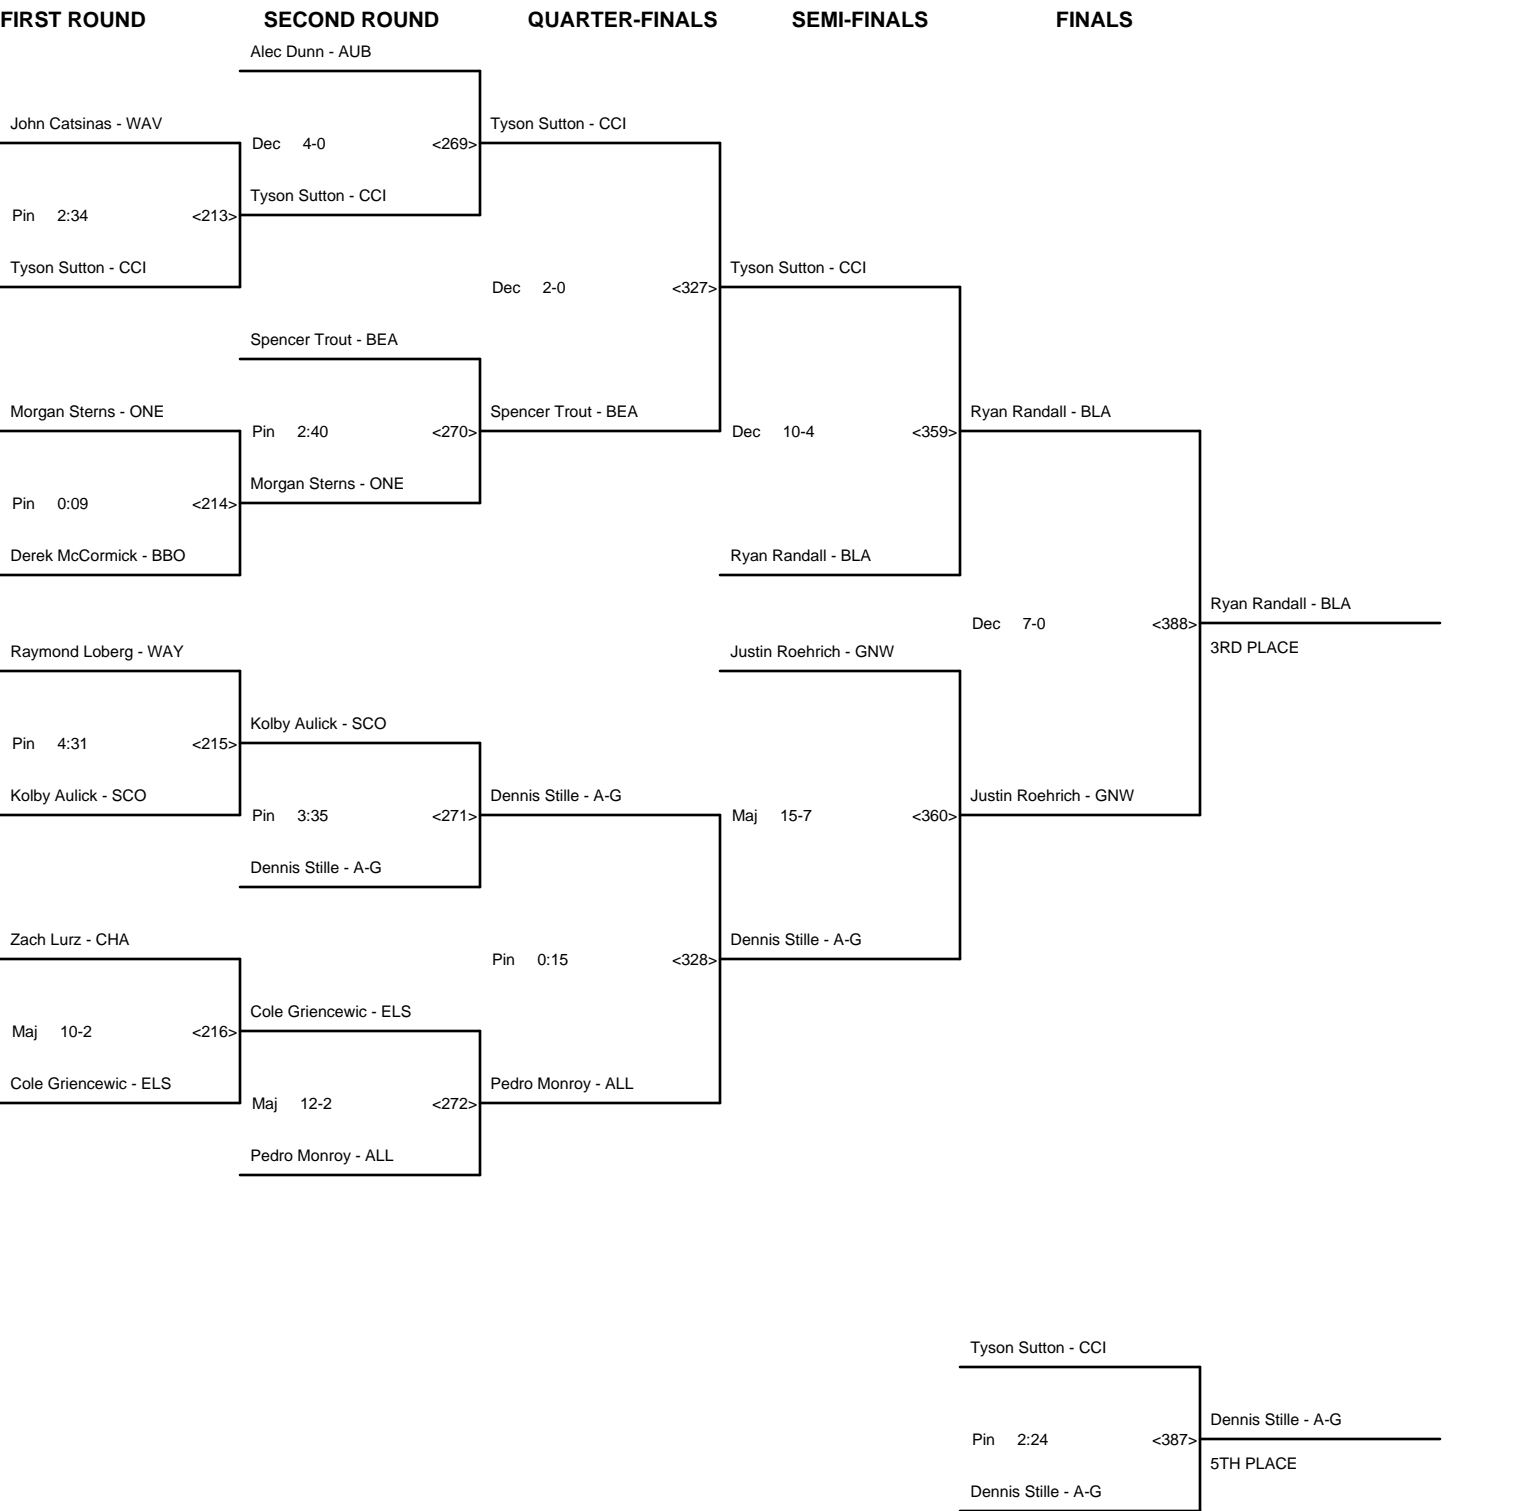 FIRST ROUND SECOND ROUND QUARTER-FINALS SEMI-FINALS FINALS
Alec Dunn - AUB
John Catsinas - WAV Tyson Sutton - CCI
Dec 4-0 <269>
Tyson Sutton - CCI
Pin 2:34 <213>
Tyson Sutton - CCI Tyson Sutton - CCI
Dec 2-0 <327>
Spencer Trout - BEA
Morgan Sterns - ONE Spencer Trout - BEA Ryan Randall - BLA
Pin 2:40 <270> Dec 10-4 <359>
Morgan Sterns - ONE
Pin 0:09 <214>
Derek McCormick - BBO Ryan Randall - BLA
Ryan Randall - BLA
Dec 7-0 <388>
3RD PLACE
Raymond Loberg - WAY Justin Roehrich - GNW
Kolby Aulick - SCO
Pin 4:31 <215>
Kolby Aulick - SCO Dennis Stille - A-G Justin Roehrich - GNW
Pin 3:35 <271> Maj 15-7 <360>
Dennis Stille - A-G
Zach Lurz - CHA Dennis Stille - A-G
Pin 0:15 <328>
Cole Griencewic - ELS
Maj 10-2 <216>
Cole Griencewic - ELS Pedro Monroy - ALL
Maj 12-2 <272>
Pedro Monroy - ALL
Tyson Sutton - CCI
Dennis Stille - A-G
Pin 2:24 <387>
5TH PLACE
Dennis Stille - A-G